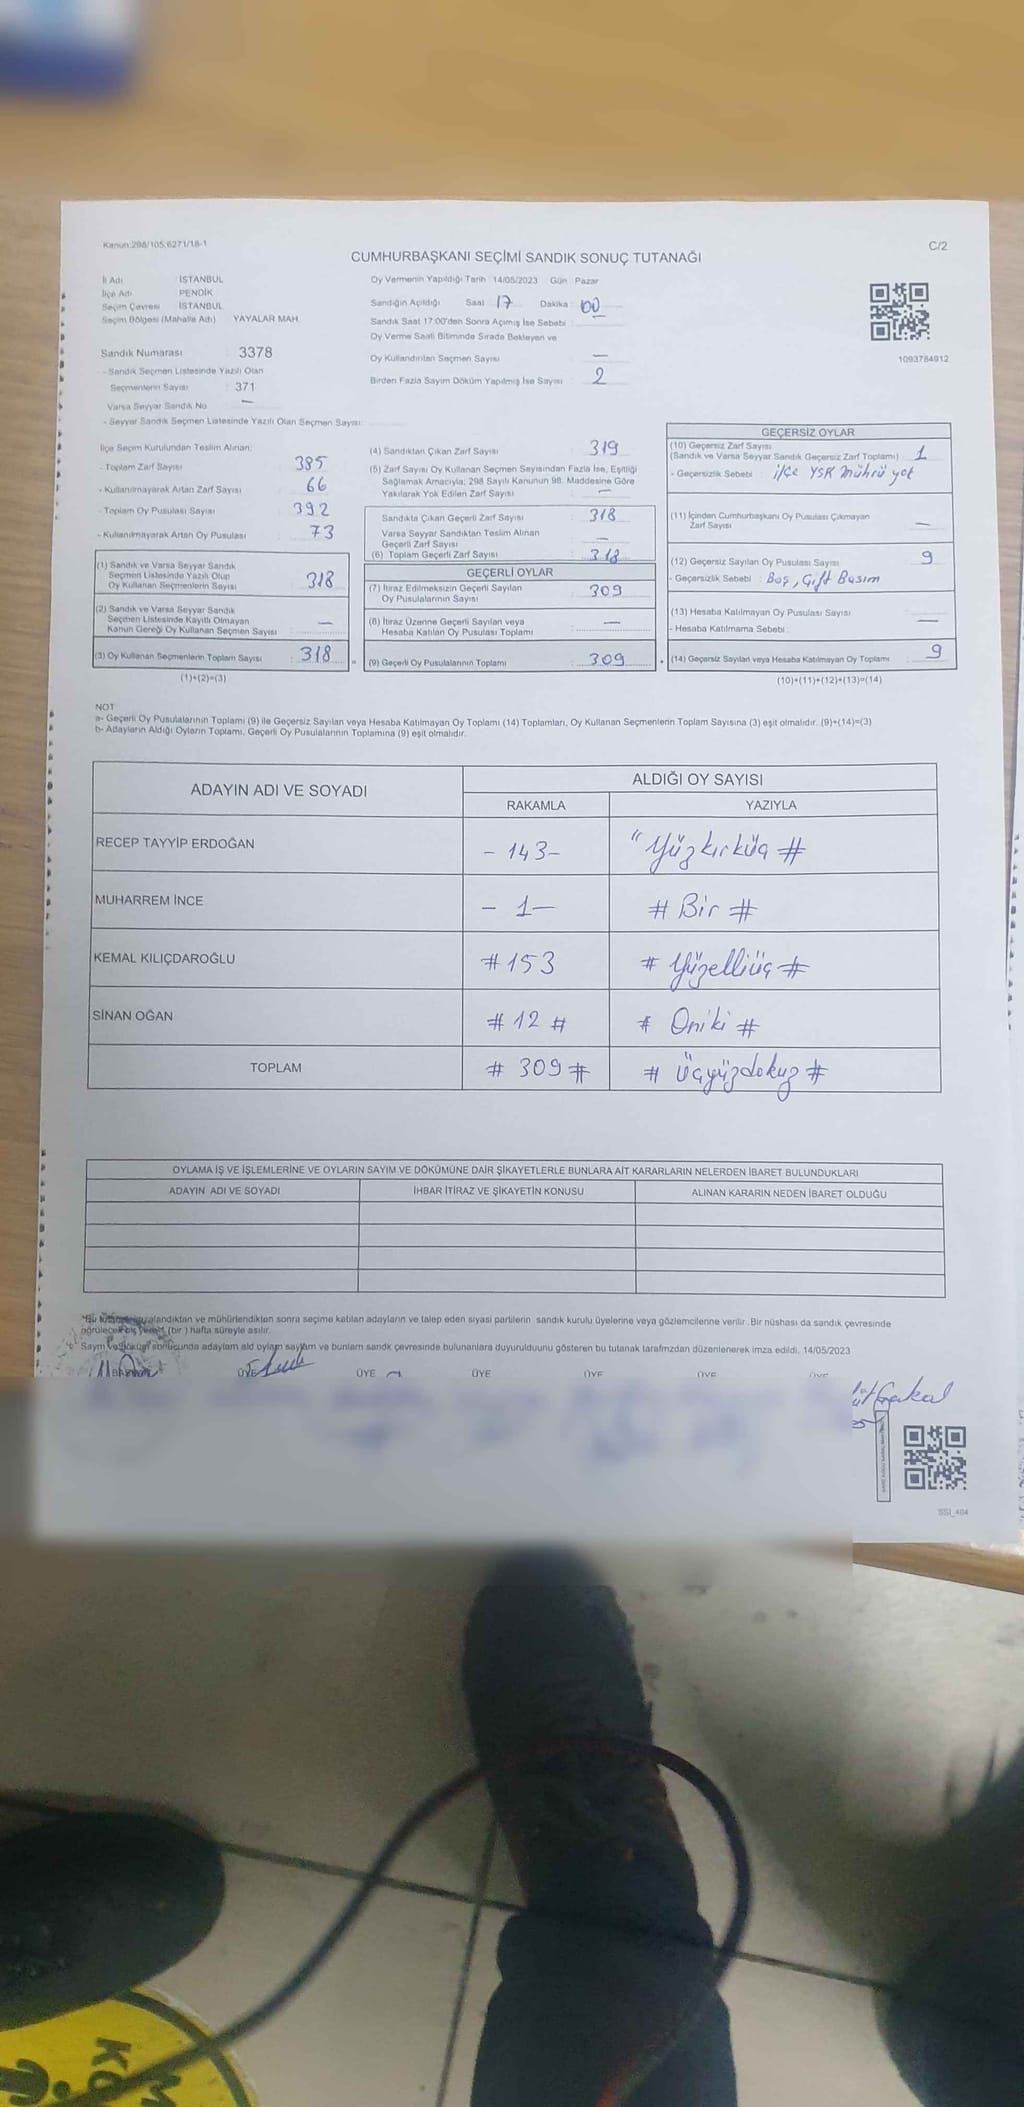 Kanun:298/105,6271/18-1
C/2
CUMHURBAŞKANI SEÇİMİ SANDIK SONUÇ TUTANAĞI
İl Adı : İSTANBUL
İlçe Adı : PENDİK
Seçim Çevresi : İSTANBUL
Seçim Bölgesi (Mahalle Adı) : YAYALAR MAH.
Sandık Numarası : 3378
- Sandık Seçmen Listesinde Yazılı Olan
Seçmenlerin Sayısı : 371
Varsa Seyyar Sandık No : —
- Seyyar Sandık Seçmen Listesinde Yazılı Olan Seçmen Sayısı:
Oy Vermenin Yapıldığı Tarih : 14/05/2023 Gün : Pazar
Sandığın Açıldığı Saat 17 Dakika : 00
Sandık Saat 17:00'den Sonra Açımış İse Sebebi :
Oy Verme Saati Bitiminde Sırada Bekleyen ve
Oy Kullandırılan Seçmen Sayısı : —
Birden Fazla Sayım Döküm Yapılmış İse Sayısı : 2
1093784912
İlçe Seçim Kurulundan Teslim Alınan;
- Toplam Zarf Sayısı : 385
- Kullanılmayarak Artan Zarf Sayısı : 66
- Toplam Oy Pusulası Sayısı : 392
- Kullanılmayarak Artan Oy Pusulası : 73
(1) Sandık ve Varsa Seyyar Sandık
Seçmen Listesinde Yazılı Olup
Oy Kullanan Seçmenlerin Sayısı : 318
(2) Sandık ve Varsa Seyyar Sandık
Seçmen Listesinde Kayıtlı Olmayan
Kanun Gereği Oy Kullanan Seçmen Sayısı : —
(3) Oy Kullanan Seçmenlerin Toplam Sayısı : 318
(1)+(2)=(3)
(4) Sandıktan Çıkan Zarf Sayısı : 319
(5) Zarf Sayısı Oy Kullanan Seçmen Sayısından Fazla İse, Eşitliği
Sağlamak Amacıyla; 298 Sayılı Kanunun 98. Maddesine Göre
Yakılarak Yok Edilen Zarf Sayısı : —
Sandıkta Çıkan Geçerli Zarf Sayısı : 318
Varsa Seyyar Sandıktan Teslim Alınan
Geçerli Zarf Sayısı : —
(6) Toplam Geçerli Zarf Sayısı : 318
GEÇERLİ OYLAR
(7) İtiraz Edilmeksizin Geçerli Sayılan
Oy Pusulalarının Sayısı : 309
(8) İtiraz Üzerine Geçerli Sayılan veya
Hesaba Katılan Oy Pusulası Toplamı : —
(9) Geçerli Oy Pusulalarının Toplamı : 309
GEÇERSİZ OYLAR
(10) Geçersiz Zarf Sayısı
(Sandık ve Varsa Seyyar Sandık Geçersiz Zarf Toplamı) : 1
- Geçersizlik Sebebi : ilçe YSK mührü yok
(11) İçinden Cumhurbaşkanı Oy Pusulası Çıkmayan
Zarf Sayısı : —
(12) Geçersiz Sayılan Oy Pusulası Sayısı : 9
- Geçersizlik Sebebi : Boş, Çift Basım
(13) Hesaba Katılmayan Oy Pusulası Sayısı : —
- Hesaba Katılmama Sebebi :
(14) Geçersiz Sayılan veya Hesaba Katılmayan Oy Toplamı : 9
(10)+(11)+(12)+(13)=(14)
NOT
a- Geçerli Oy Pusulalarının Toplamı (9) ile Geçersiz Sayılan veya Hesaba Katılmayan Oy Toplamı (14) Toplamları, Oy Kullanan Seçmenlerin Toplam Sayısına (3) eşit olmalıdır. (9)+(14)=(3)
b- Adayların Aldığı Oyların Toplamı, Geçerli Oy Pusulalarının Toplamına (9) eşit olmalıdır.
ADAYIN ADI VE SOYADI
ALDIĞI OY SAYISI
RAKAMLA YAZIYLA
RECEP TAYYİP ERDOĞAN - 143- "Yüzkırküç #
MUHARREM İNCE - 1- # Bir #
KEMAL KILIÇDAROĞLU #153 # Yüzelliüç #
SİNAN OĞAN # 12 # # Oniki #
TOPLAM # 309 # # Üçyüzdokuz #
OYLAMA İŞ VE İŞLEMLERİNE VE OYLARIN SAYIM VE DÖKÜMÜNE DAİR ŞİKAYETLERLE BUNLARA AİT KARARLARIN NELERDEN İBARET BULUNDUKLARI
ADAYIN ADI VE SOYADI İHBAR İTİRAZ VE ŞİKAYETİN KONUSU ALINAN KARARIN NEDEN İBARET OLDUĞU
*Bu mühürlendikten sonra seçime katılan adayların ve talep eden siyasi partilerin sandık kurulu üyelerine veya gözlemcilerine verilir. Bir nüshası da sandık çevresinde
(bir ) hafta süreyle asılır.
Sayım sonucunda adayların ve bunların sandık çevresinde bulunanlara duyurulduğunu gösteren bu tutanak tarafımızdan düzenlenerek imza edildi. 14/05/2023
Başkan ÜYE ÜYE ÜYE ÜYE ÜYE
SSI_404